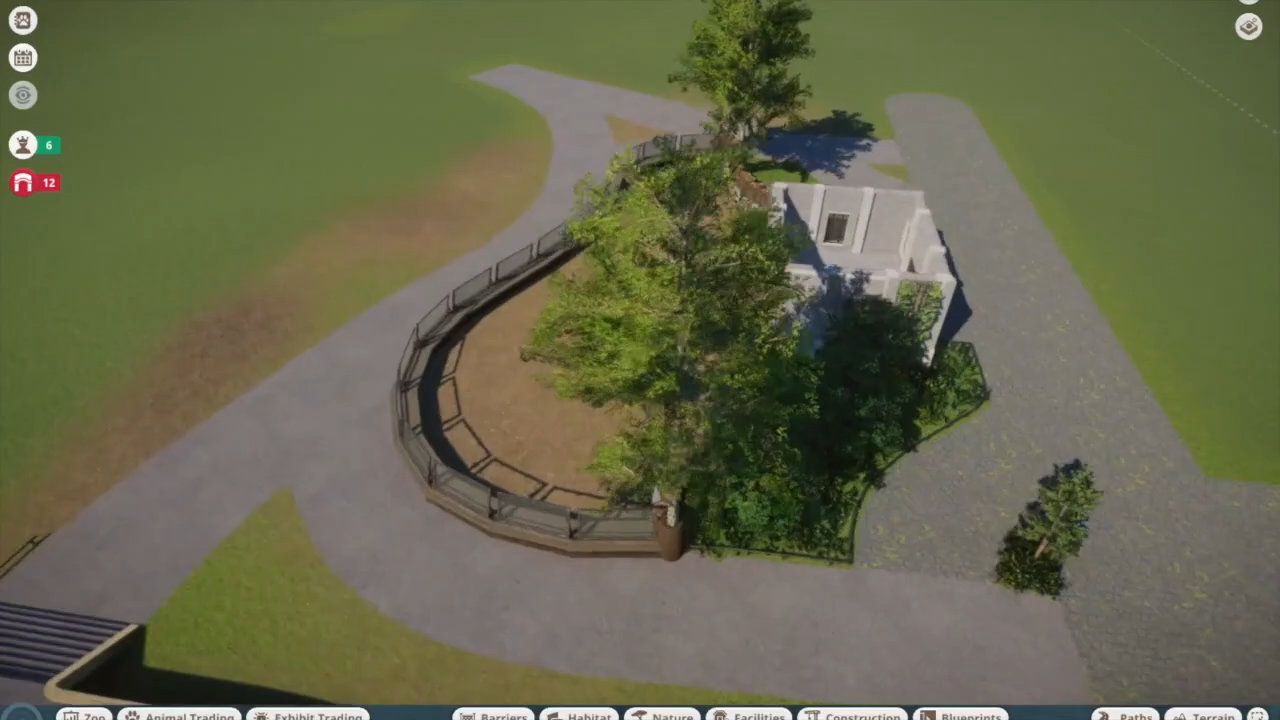 6
12
Zoo
Animal Trading
Exhibit Trading
Barriers
Habitat
Nature
Facilities
Construction
Blueprints
Paths
Terrain